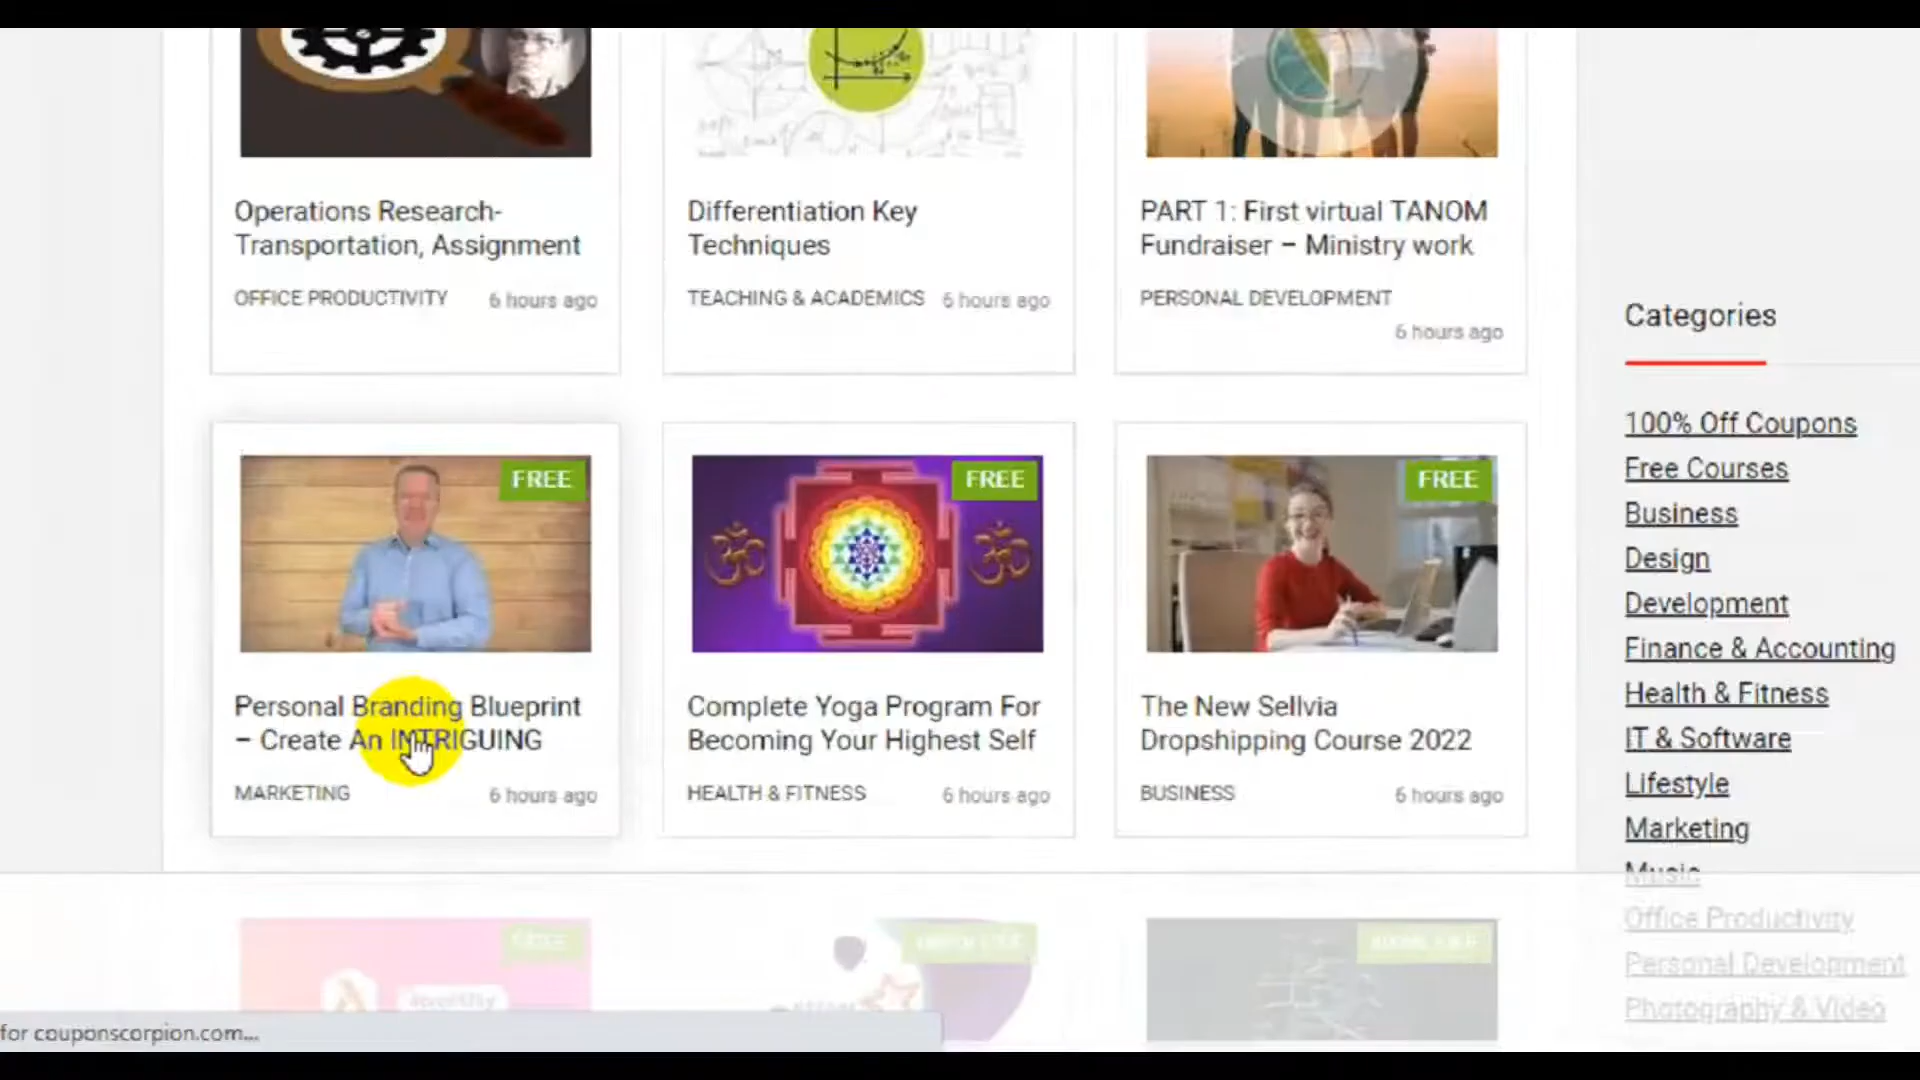 Operations Research-
Transportation, Assignment
OFFICE PRODUCTIVITY 6 hours ago
Differentiation Key
Techniques
TEACHING & ACADEMICS 6 hours ago
PART 1: First virtual TANOM
Fundraiser – Ministry work
PERSONAL DEVELOPMENT
6 hours ago
FREE
Personal Branding Blueprint
– Create An INTRIGUING
MARKETING 6 hours ago
FREE
Complete Yoga Program For
Becoming Your Highest Self
HEALTH & FITNESS 6 hours ago
FREE
The New Sellvia
Dropshipping Course 2022
BUSINESS 6 hours ago
Categories
100% Off Coupons
Free Courses
Business
Design
Development
Finance & Accounting
Health & Fitness
IT & Software
Lifestyle
Marketing
Music
Office Productivity
Personal Development
Photography & Video
for couponscorpion.com...